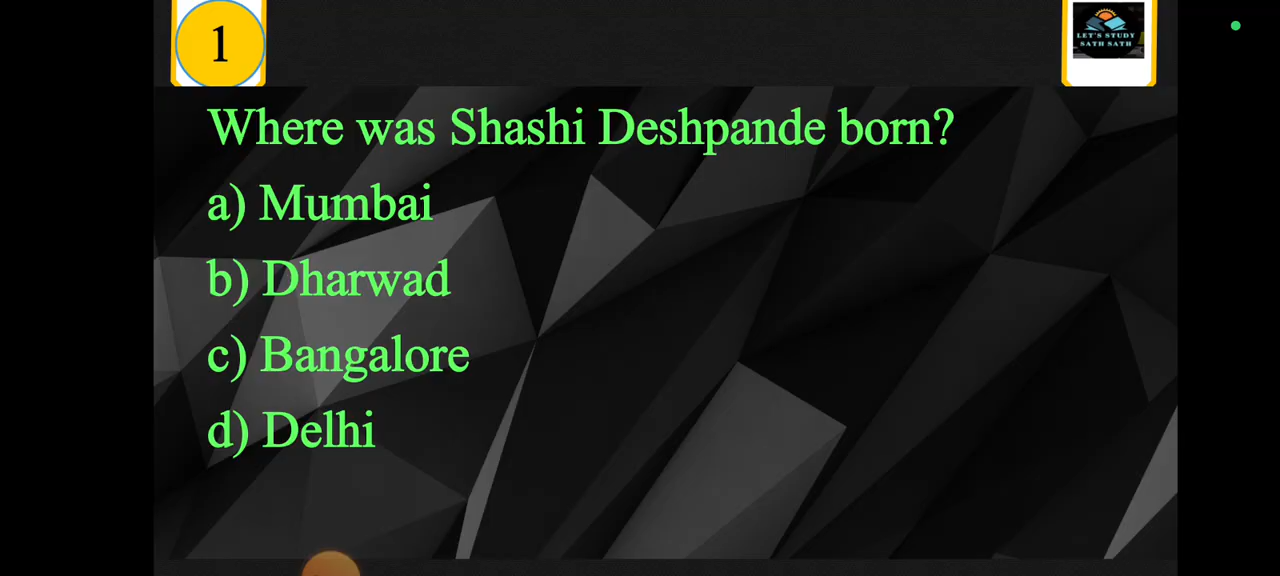 1
LET'S STUDY
SATH SATH
Where was Shashi Deshpande born?
a) Mumbai
b) Dharwad
c) Bangalore
d) Delhi